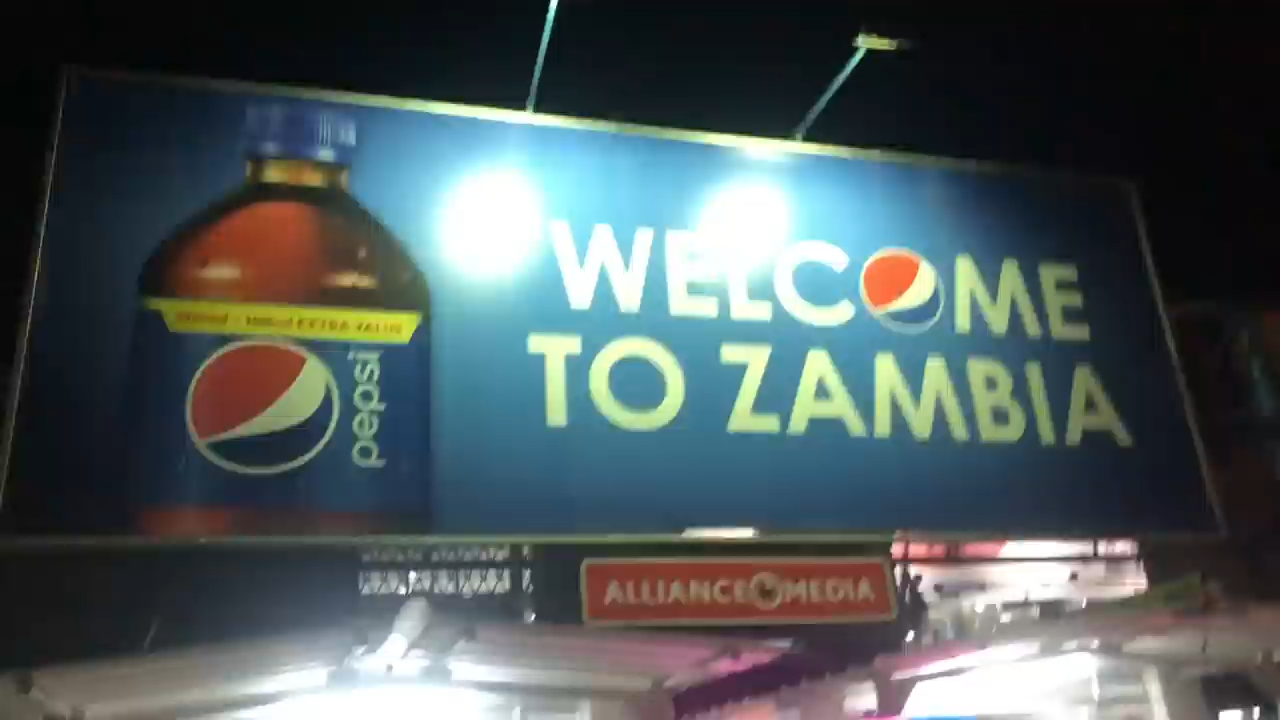 WELCOME
TO ZAMBIA
EXTRA VALUE
pepsi
ALLIANCE MEDIA